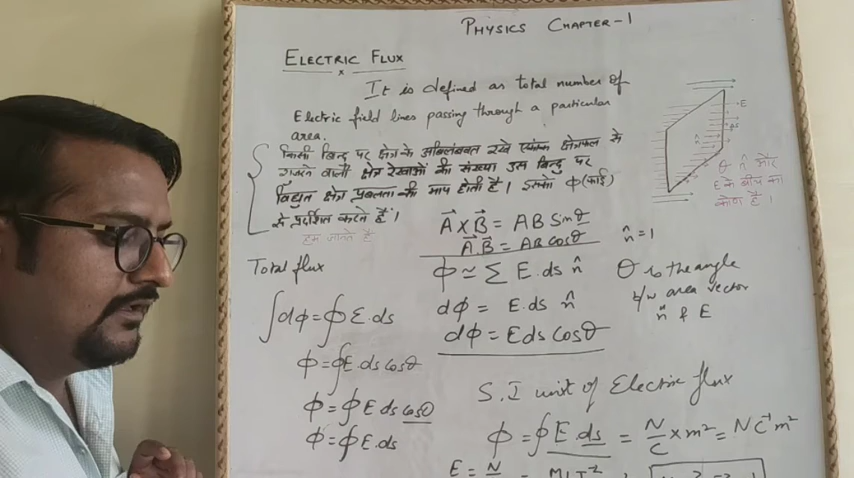 PHYSICS CHAPTER-1
ELECTRIC FLUX
It is defined as total number of
Electric field lines passing through a particular
area.
किसी बिन्दु पर क्षेत्र के अभिलंबवत रखे एकांक क्षेत्रफल से
गुजरने वाली क्षेत्र रेखाओं की संख्या उस बिन्दु पर
विद्युत क्षेत्र प्रबलता की माप होती है। इसको ϕ (फाई)
से प्रदर्शित करते हैं।
हम जानते है
E
ds
n̂
θ n̂ और
E के बीच का
कोण है।
A⃗ X B⃗ = AB Sinθ
A⃗.B⃗ = AB cosθ
n̂ = 1
Total flux
∫dϕ = ∮E.ds
ϕ = ∮E.ds cosθ
ϕ = ∮E ds cosθ
ϕ = ∮E.ds
ϕ ≃ Σ E.ds n̂
dϕ = E.ds n̂
dϕ = Eds Cosθ
θ is the angle
b/w area vector
n̂ & E
S.I unit of Electric flux
ϕ = ∮E.ds = N/C × m² = N C⁻¹ m²
E = N